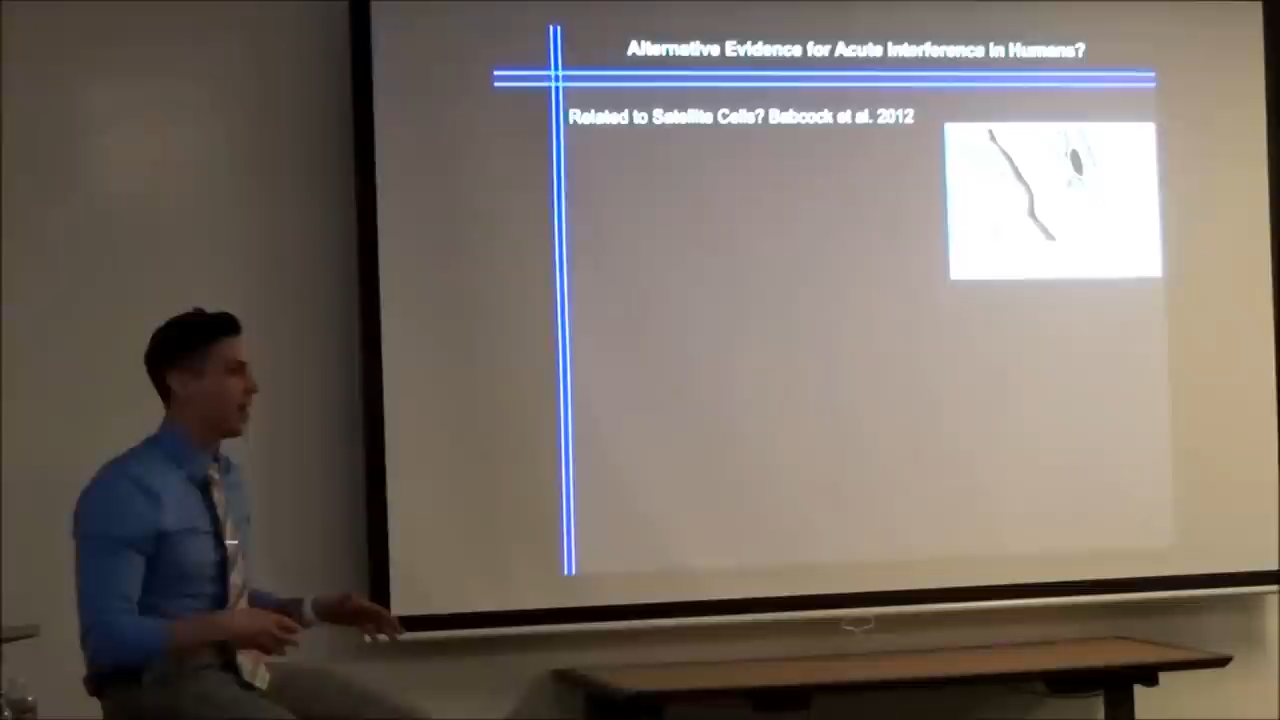 Alternative Evidence for Acute Interference in Humans?
Related to Satellite Cells? Babcock et al. 2012